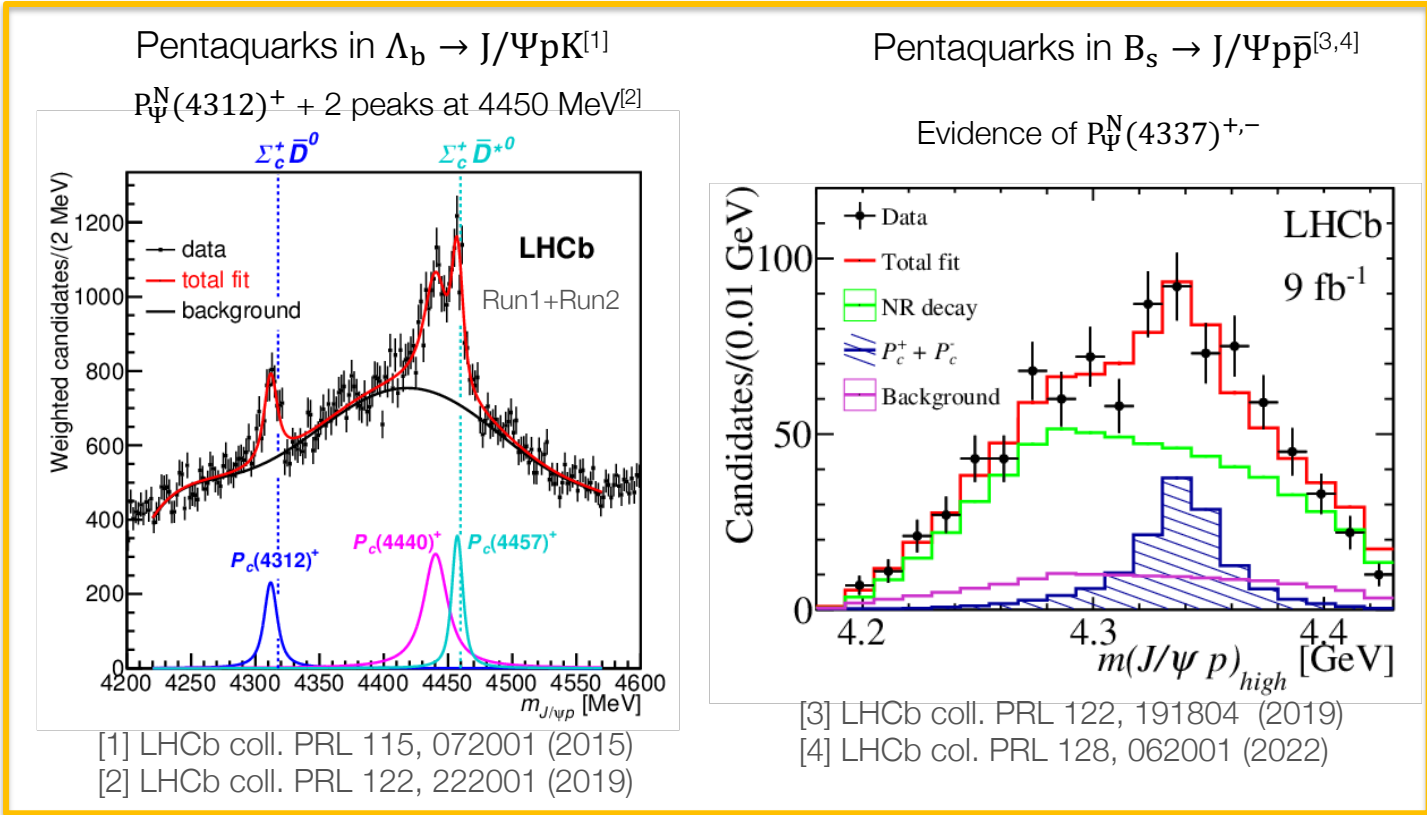 Pentaquarks in Λb → J/ΨpK[1]
P_Ψ^N(4312)⁺ + 2 peaks at 4450 MeV[2]
Σc⁺ D̄⁰ Σc⁺ D̄*⁰
Weighted candidates/(2 MeV)
1200
1000
800
600
400
200
0
data
total fit
background
LHCb
Run1+Run2
Pc(4312)⁺
Pc(4440)⁺
Pc(4457)⁺
4200 4250 4300 4350 4400 4450 4500 4550 4600
m_J/ψp [MeV]
[1] LHCb coll. PRL 115, 072001 (2015)
[2] LHCb coll. PRL 122, 222001 (2019)
Pentaquarks in Bs → J/Ψpp̄[3,4]
Evidence of P_Ψ^N(4337)⁺,⁻
Candidates/(0.01 GeV)
100
50
0
Data
Total fit
NR decay
Pc⁺ + Pc⁻
Background
LHCb
9 fb⁻¹
4.2 4.3 4.4
m(J/ψ p)high [GeV]
[3] LHCb coll. PRL 122, 191804 (2019)
[4] LHCb col. PRL 128, 062001 (2022)